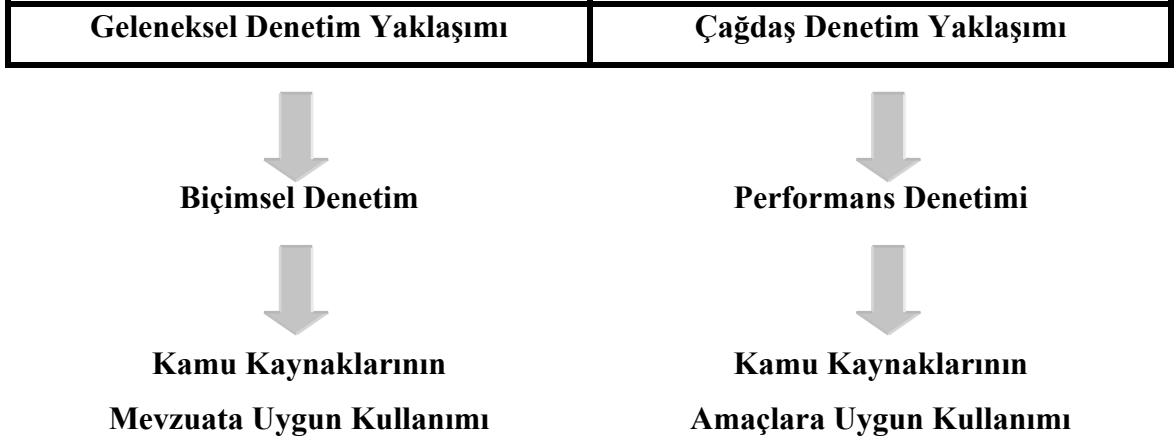 Geleneksel Denetim Yaklaşımı
Çağdaş Denetim Yaklaşımı
Biçimsel Denetim
Performans Denetimi
Kamu Kaynaklarının
Mevzuata Uygun Kullanımı
Kamu Kaynaklarının
Amaçlara Uygun Kullanımı